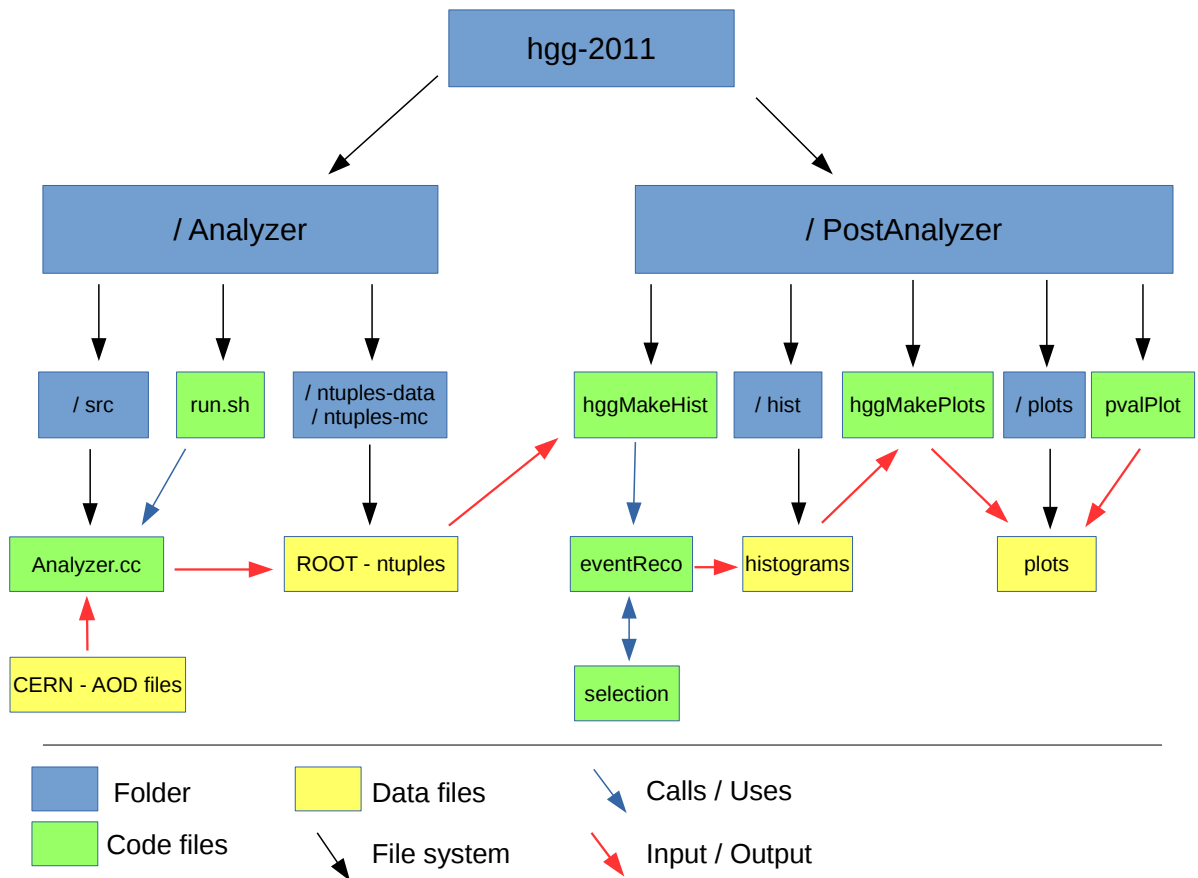 hgg-2011
/ Analyzer
/ PostAnalyzer
/ src
run.sh
/ ntuples-data
/ ntuples-mc
hggMakeHist
/ hist
hggMakePlots
/ plots
pvalPlot
Analyzer.cc
ROOT - ntuples
eventReco
histograms
plots
CERN - AOD files
selection
Folder
Data files
Calls / Uses
Code files
File system
Input / Output